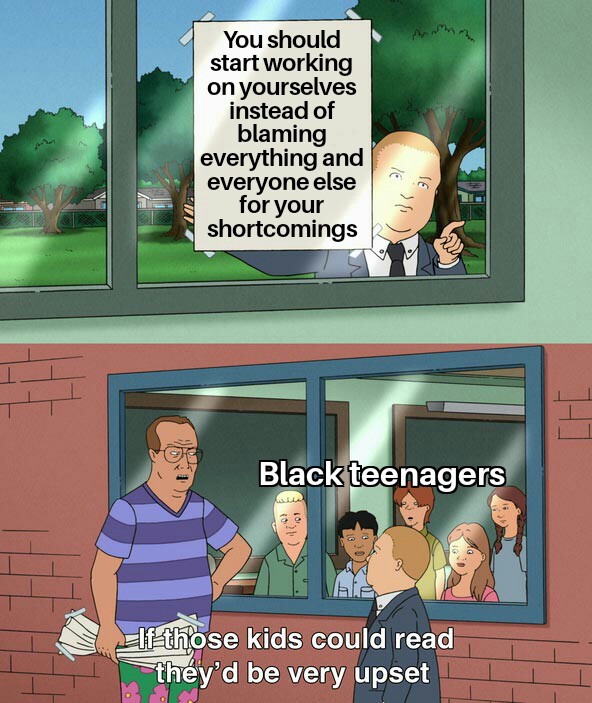 You should
start working
on yourselves
instead of
blaming
everything and
everyone else
for your
shortcomings
Black teenagers
If those kids could read
they'd be very upset